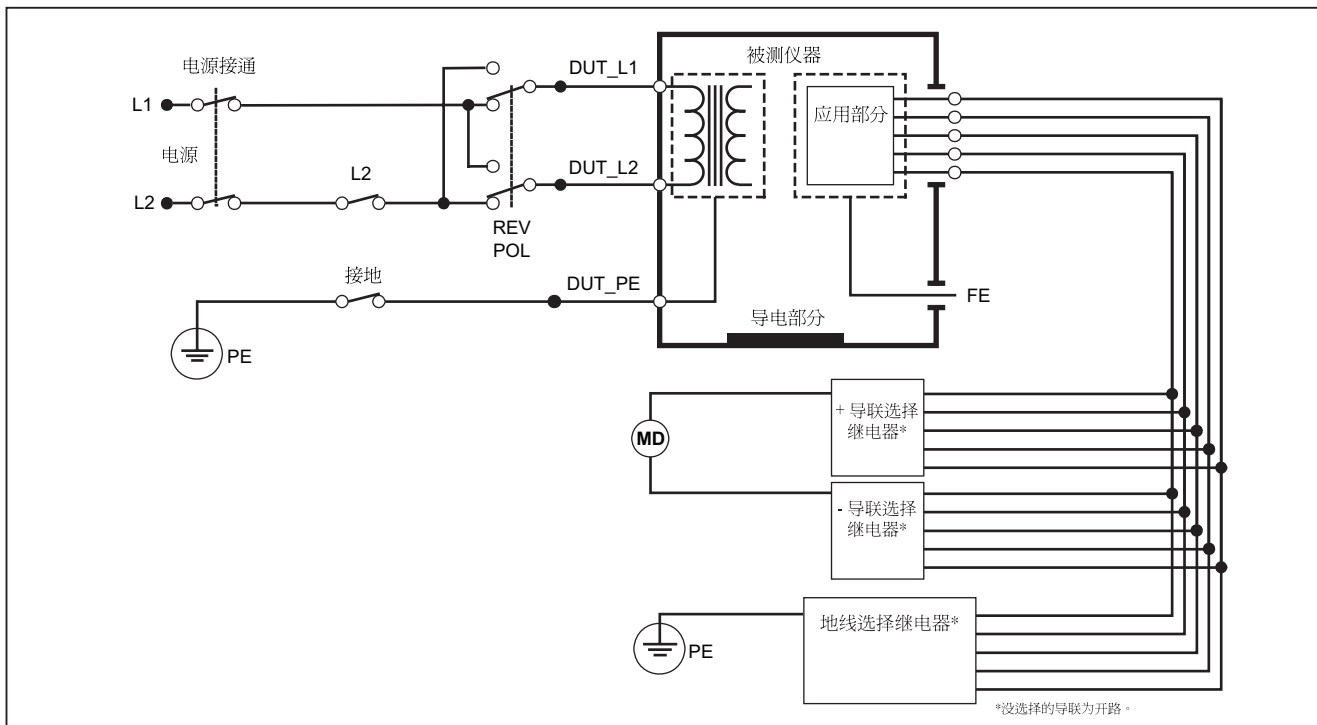 被测仪器
电源接通
DUT_L1
L1
应用部分
电源
L2
DUT_L2
L2
REV
POL
接地
DUT_PE
FE
导电部分
PE
+ 导联选择
继电器*
MD
- 导联选择
继电器*
地线选择继电器*
PE
*没选择的导联为开路。